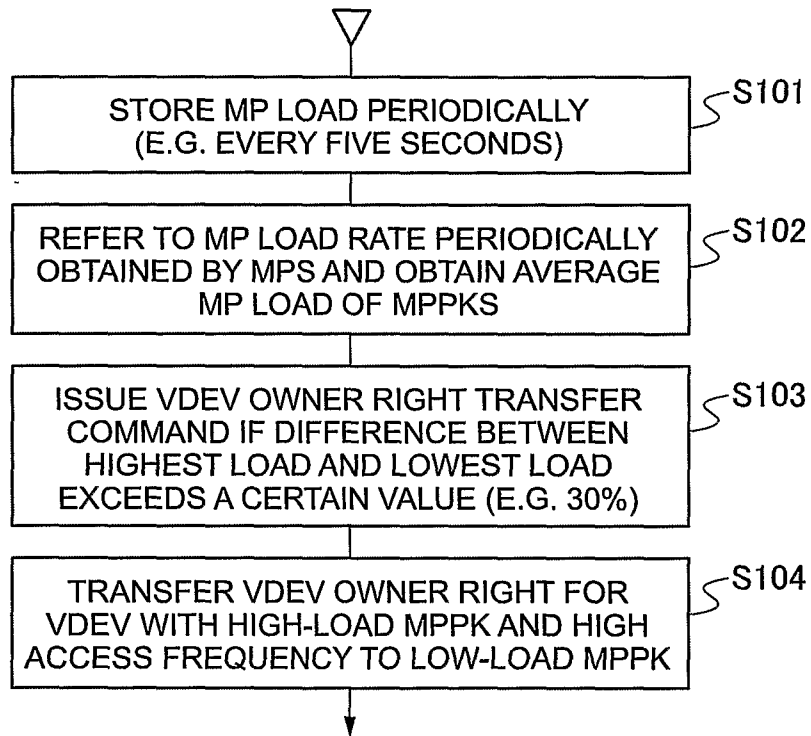 STORE MP LOAD PERIODICALLY
(E.G. EVERY FIVE SECONDS)
S101
REFER TO MP LOAD RATE PERIODICALLY
OBTAINED BY MPS AND OBTAIN AVERAGE
MP LOAD OF MPPKS
S102
ISSUE VDEV OWNER RIGHT TRANSFER
COMMAND IF DIFFERENCE BETWEEN
HIGHEST LOAD AND LOWEST LOAD
EXCEEDS A CERTAIN VALUE (E.G. 30%)
S103
TRANSFER VDEV OWNER RIGHT FOR
VDEV WITH HIGH-LOAD MPPK AND HIGH
ACCESS FREQUENCY TO LOW-LOAD MPPK
S104